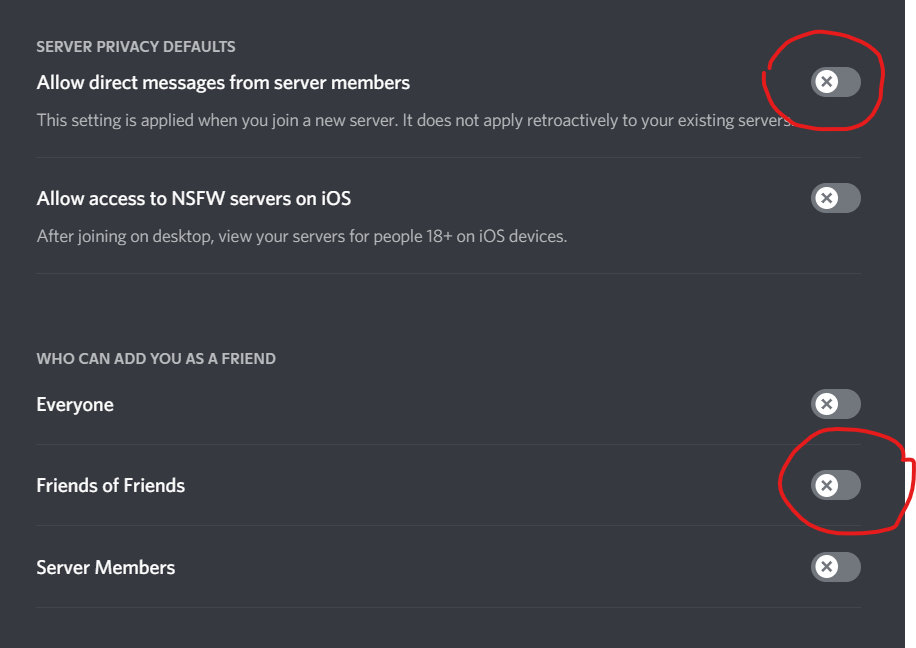 SERVER PRIVACY DEFAULTS
Allow direct messages from server members
This setting is applied when you join a new server. It does not apply retroactively to your existing servers.
Allow access to NSFW servers on iOS
After joining on desktop, view your servers for people 18+ on iOS devices.
WHO CAN ADD YOU AS A FRIEND
Everyone
Friends of Friends
Server Members